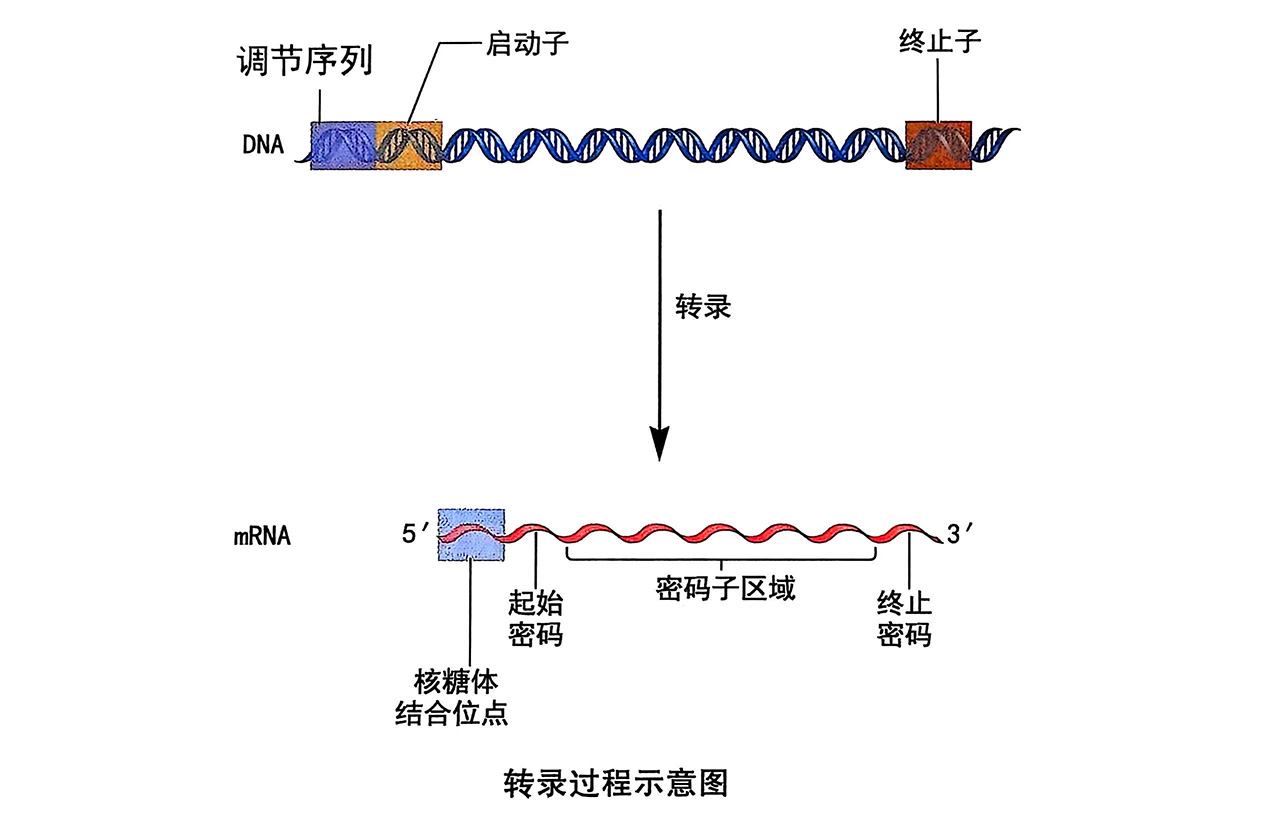 调节序列
启动子
终止子
DNA
转录
mRNA
5′
3′
起始
密码
密码子区域
终止
密码
核糖体
结合位点
转录过程示意图